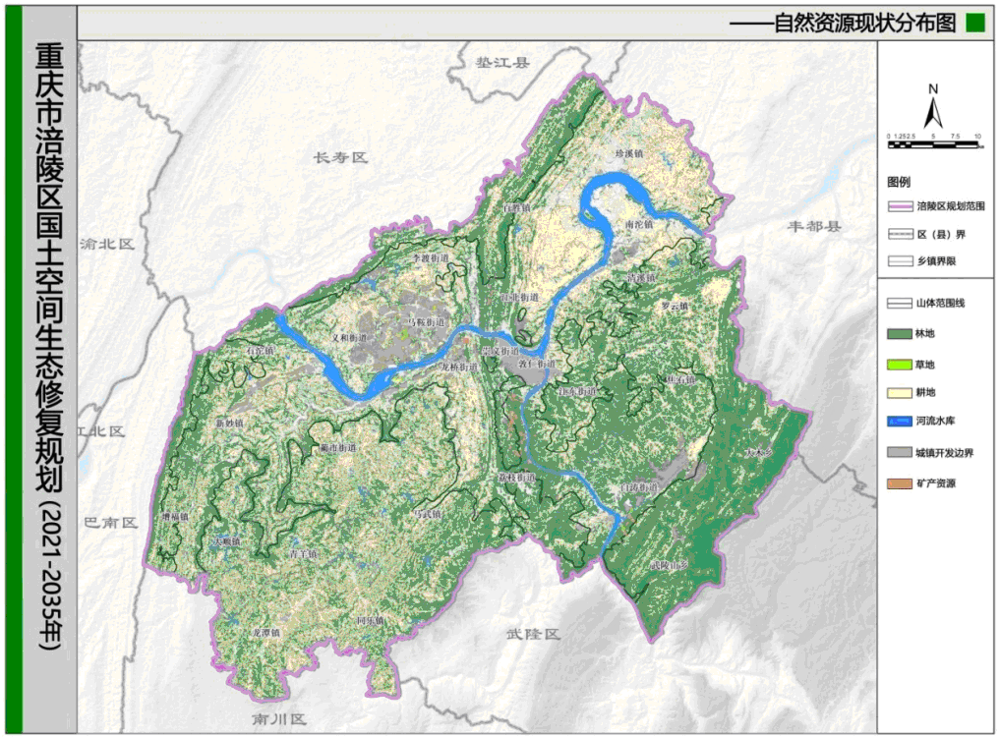 ——自然资源现状分布图
重庆市涪陵区国土空间生态修复规划 (2021-2035年)
垫江县
长寿区
渝北区
丰都县
江北区
巴南区
武隆区
南川区
珍溪镇
百胜镇
南沱镇
李渡街道
清溪镇
江北街道
罗云镇
马鞍街道
义和街道
崇义街道
石沱镇
龙桥街道
敦仁街道
焦石镇
江东街道
新妙镇
蔺市街道
大木乡
荔枝街道
白涛街道
增福镇
马武镇
大顺镇
青羊镇
武陵山乡
同乐镇
龙潭镇
N
0 1.252.5 5 7.5 10
图例
涪陵区规划范围
区（县）界
乡镇界限
山体范围线
林地
草地
耕地
河流水库
城镇开发边界
矿产资源